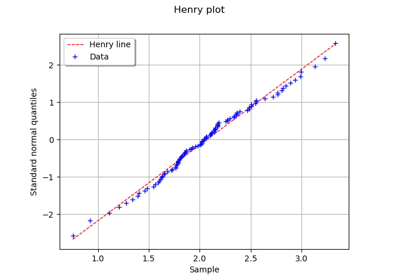 Henry plot
Henry line
Data
Standard normal quantiles
2
1
0
−1
−2
1.0 1.5 2.0 2.5 3.0
Sample